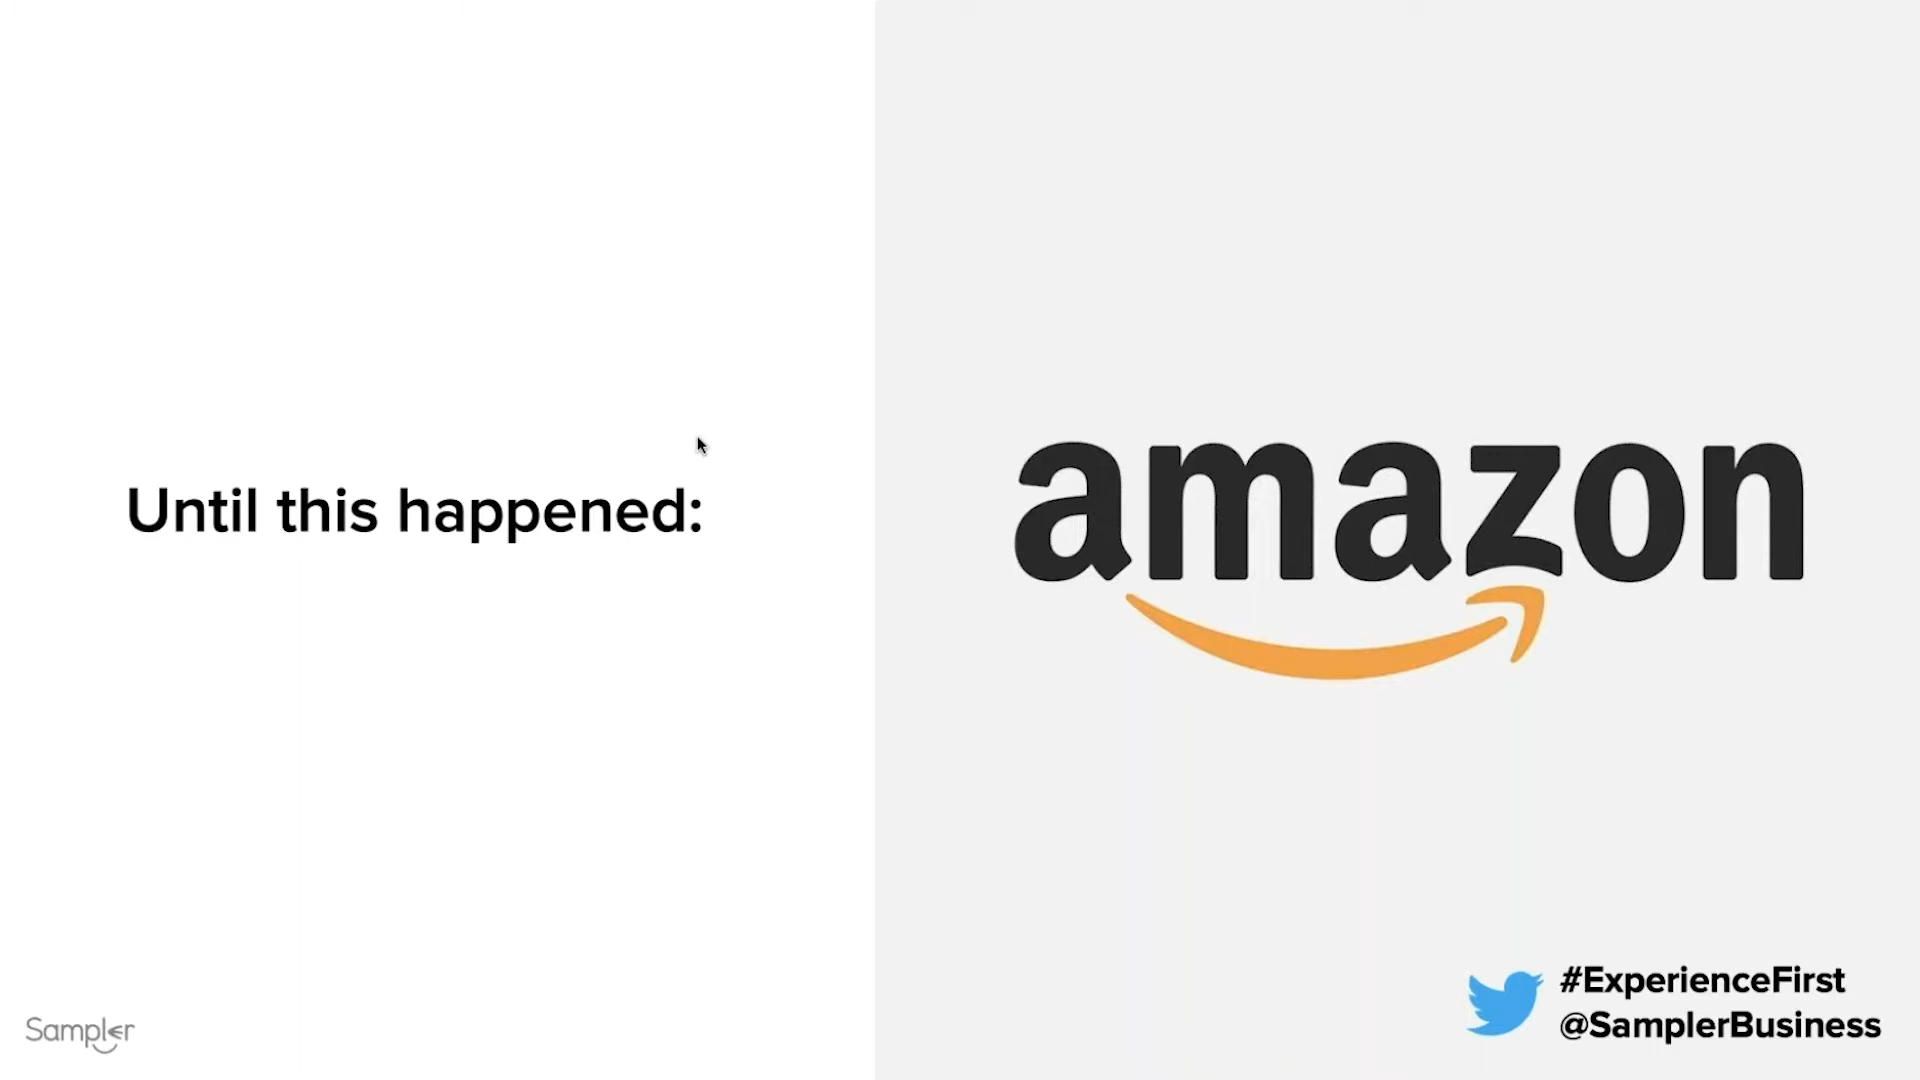 Until this happened:
amazon
#ExperienceFirst
@SamplerBusiness
Sampler